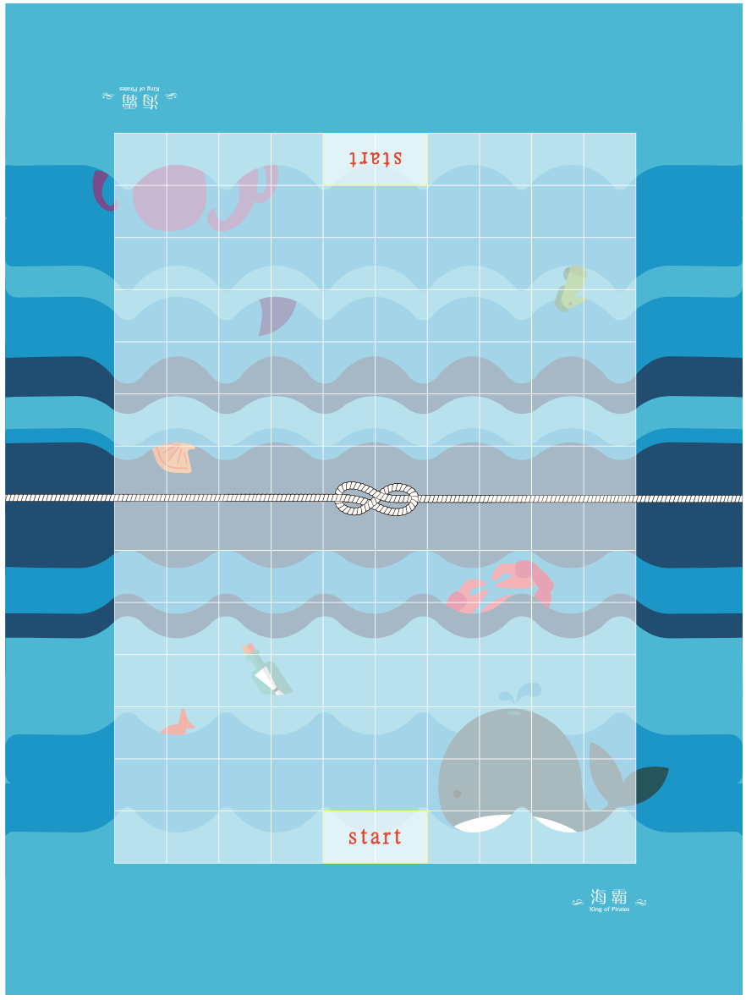 海霸
King of Pirates
start
start
海霸
King of Pirates